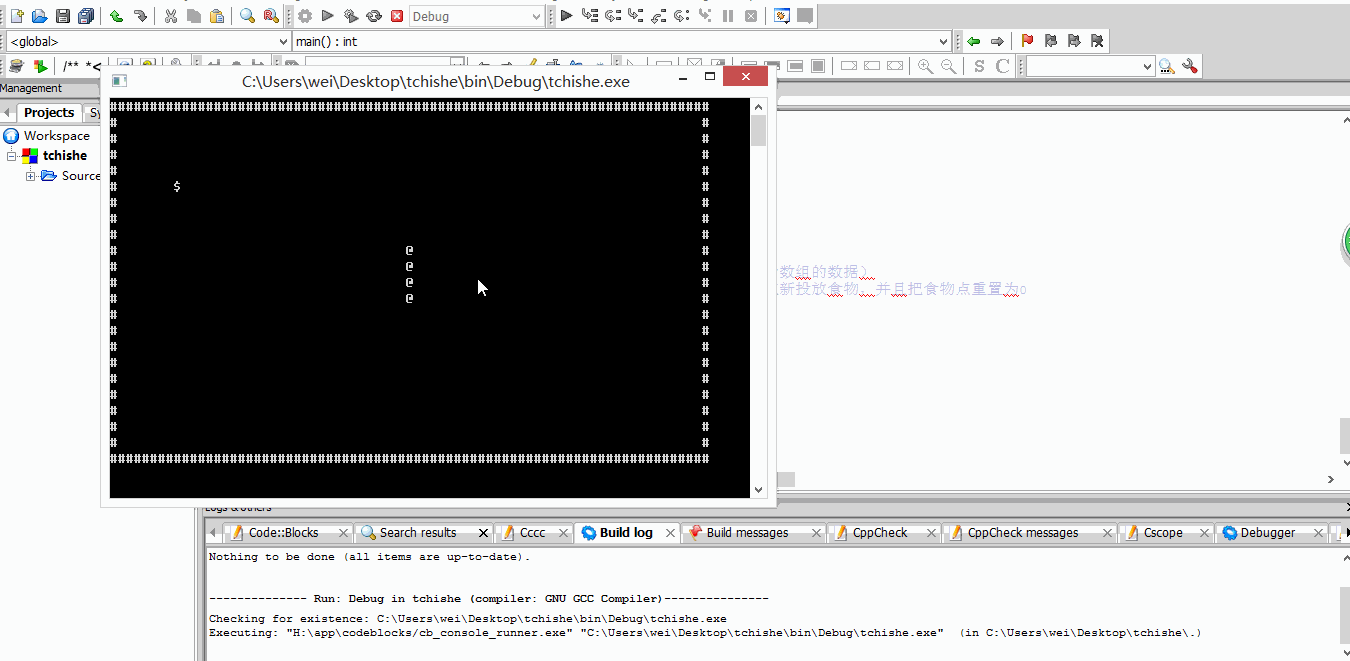 Debug
<global>
main() : int
/** *<
S C
Management
C:\Users\wei\Desktop\tchishe\bin\Debug\tchishe.exe
Projects
Workspace
tchishe
Source
$
@
@
@
@
数组的数据）
新投放食物，并且把食物点重置为0
Logs & others
Code::Blocks
Search results
Cccc
Build log
Build messages
CppCheck
CppCheck messages
Cscope
Debugger
Nothing to be done (all items are up-to-date).
-------------- Run: Debug in tchishe (compiler: GNU GCC Compiler)---------------
Checking for existence: C:\Users\wei\Desktop\tchishe\bin\Debug\tchishe.exe
Executing: "H:\app\codeblocks/cb_console_runner.exe" "C:\Users\wei\Desktop\tchishe\bin\Debug\tchishe.exe"  (in C:\Users\wei\Desktop\tchishe\.)